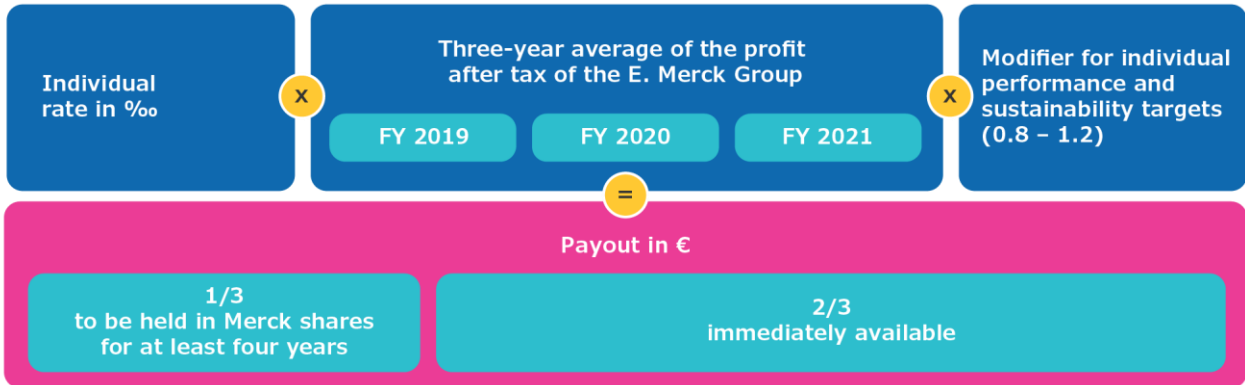 Individual
rate in ‰
x
Three-year average of the profit
after tax of the E. Merck Group
FY 2019
FY 2020
FY 2021
x
Modifier for individual
performance and
sustainability targets
(0.8 – 1.2)
=
Payout in €
1/3
to be held in Merck shares
for at least four years
2/3
immediately available